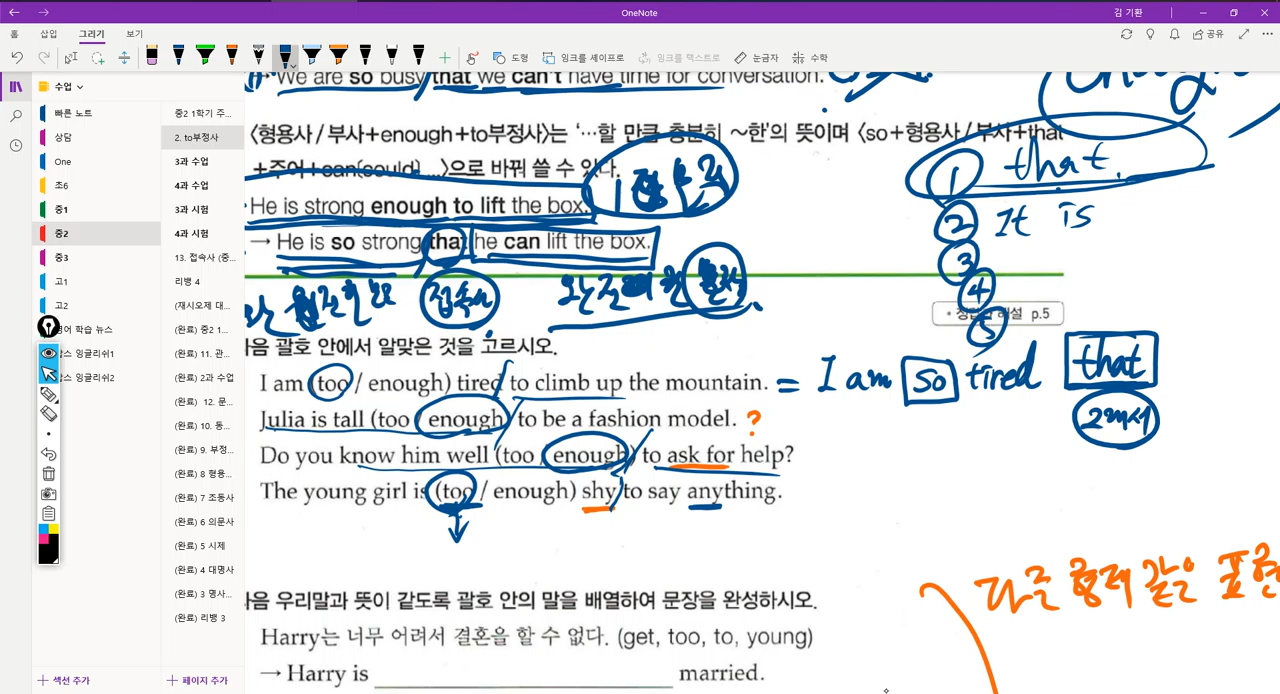 OneNote
김 기환
홈 삽입 그리기 보기
공유
도형 잉크를 셰이프로 잉크를 텍스트로 눈금자 수학
수업
빠른 노트
상담
One
초6
중1
중2
중3
고1
고2
영어 학습 뉴스
잉글리쉬1
잉글리쉬2
섹션 추가
중2 1학기 주...
2. to부정사
3과 수업
4과 수업
3과 시험
4과 시험
13. 접속사 (중...
리뱅 4
(재시오제 대...
(완료) 중2 1...
(완료) 11. 관...
(완료) 2과 수업
(완료) 12. 문...
(완료) 10. 동...
(완료) 9. 부정...
(완료) 8 형용...
(완료) 7 조동사
(완료) 6 의문사
(완료) 5 시제
(완료) 4 대명사
(완료) 3 명사...
(완료) 리뱅 3
페이지 추가
We are so busy that we can't have time for conversation.
<형용사 / 부사+enough+to부정사>는 '…할 만큼 충분히 ~한'의 뜻이며 <so+형용사 / 부사+that
+주어+can(could) ...>으로 바꿔 쓸 수 있다.
He is strong enough to lift the box.
→ He is so strong that he can lift the box.
접속사
① that.
② It is
③
④
⑤
해설 p.5
음 괄호 안에서 알맞은 것을 고르시오.
I am (too / enough) tired to climb up the mountain. = I am so tired that
Julia is tall (too / enough) to be a fashion model. ?
Do you know him well (too, enough) to ask for help?
The young girl is (too / enough) shy to say anything.
다른 형태 같은 표현
음 우리말과 뜻이 같도록 괄호 안의 말을 배열하여 문장을 완성하시오.
Harry는 너무 어려서 결혼을 할 수 없다. (get, too, to, young)
→ Harry is married.